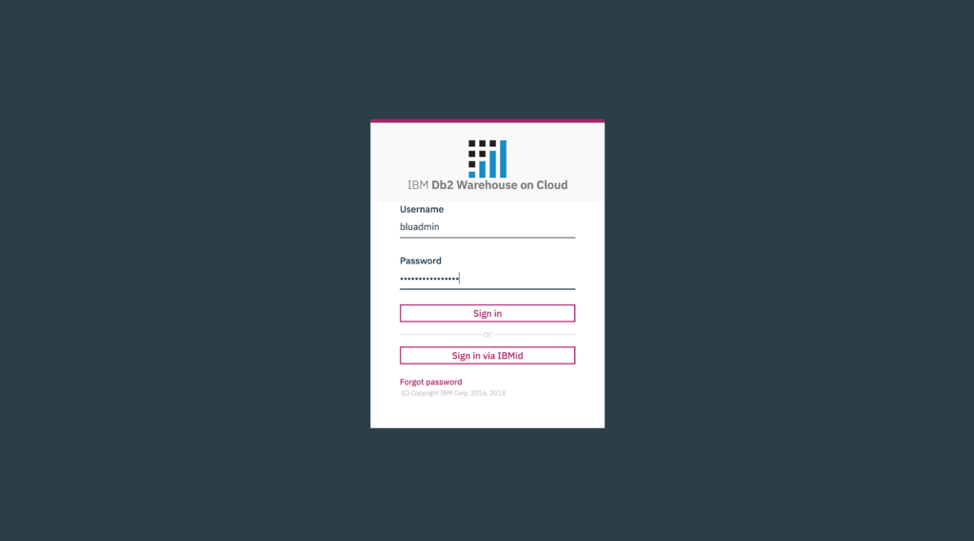 IBM Db2 Warehouse on Cloud
Username
bluadmin
Password
••••••••••••••••
Sign in
or
Sign in via IBMid
Forgot password
(C) Copyright IBM Corp. 2016, 2018